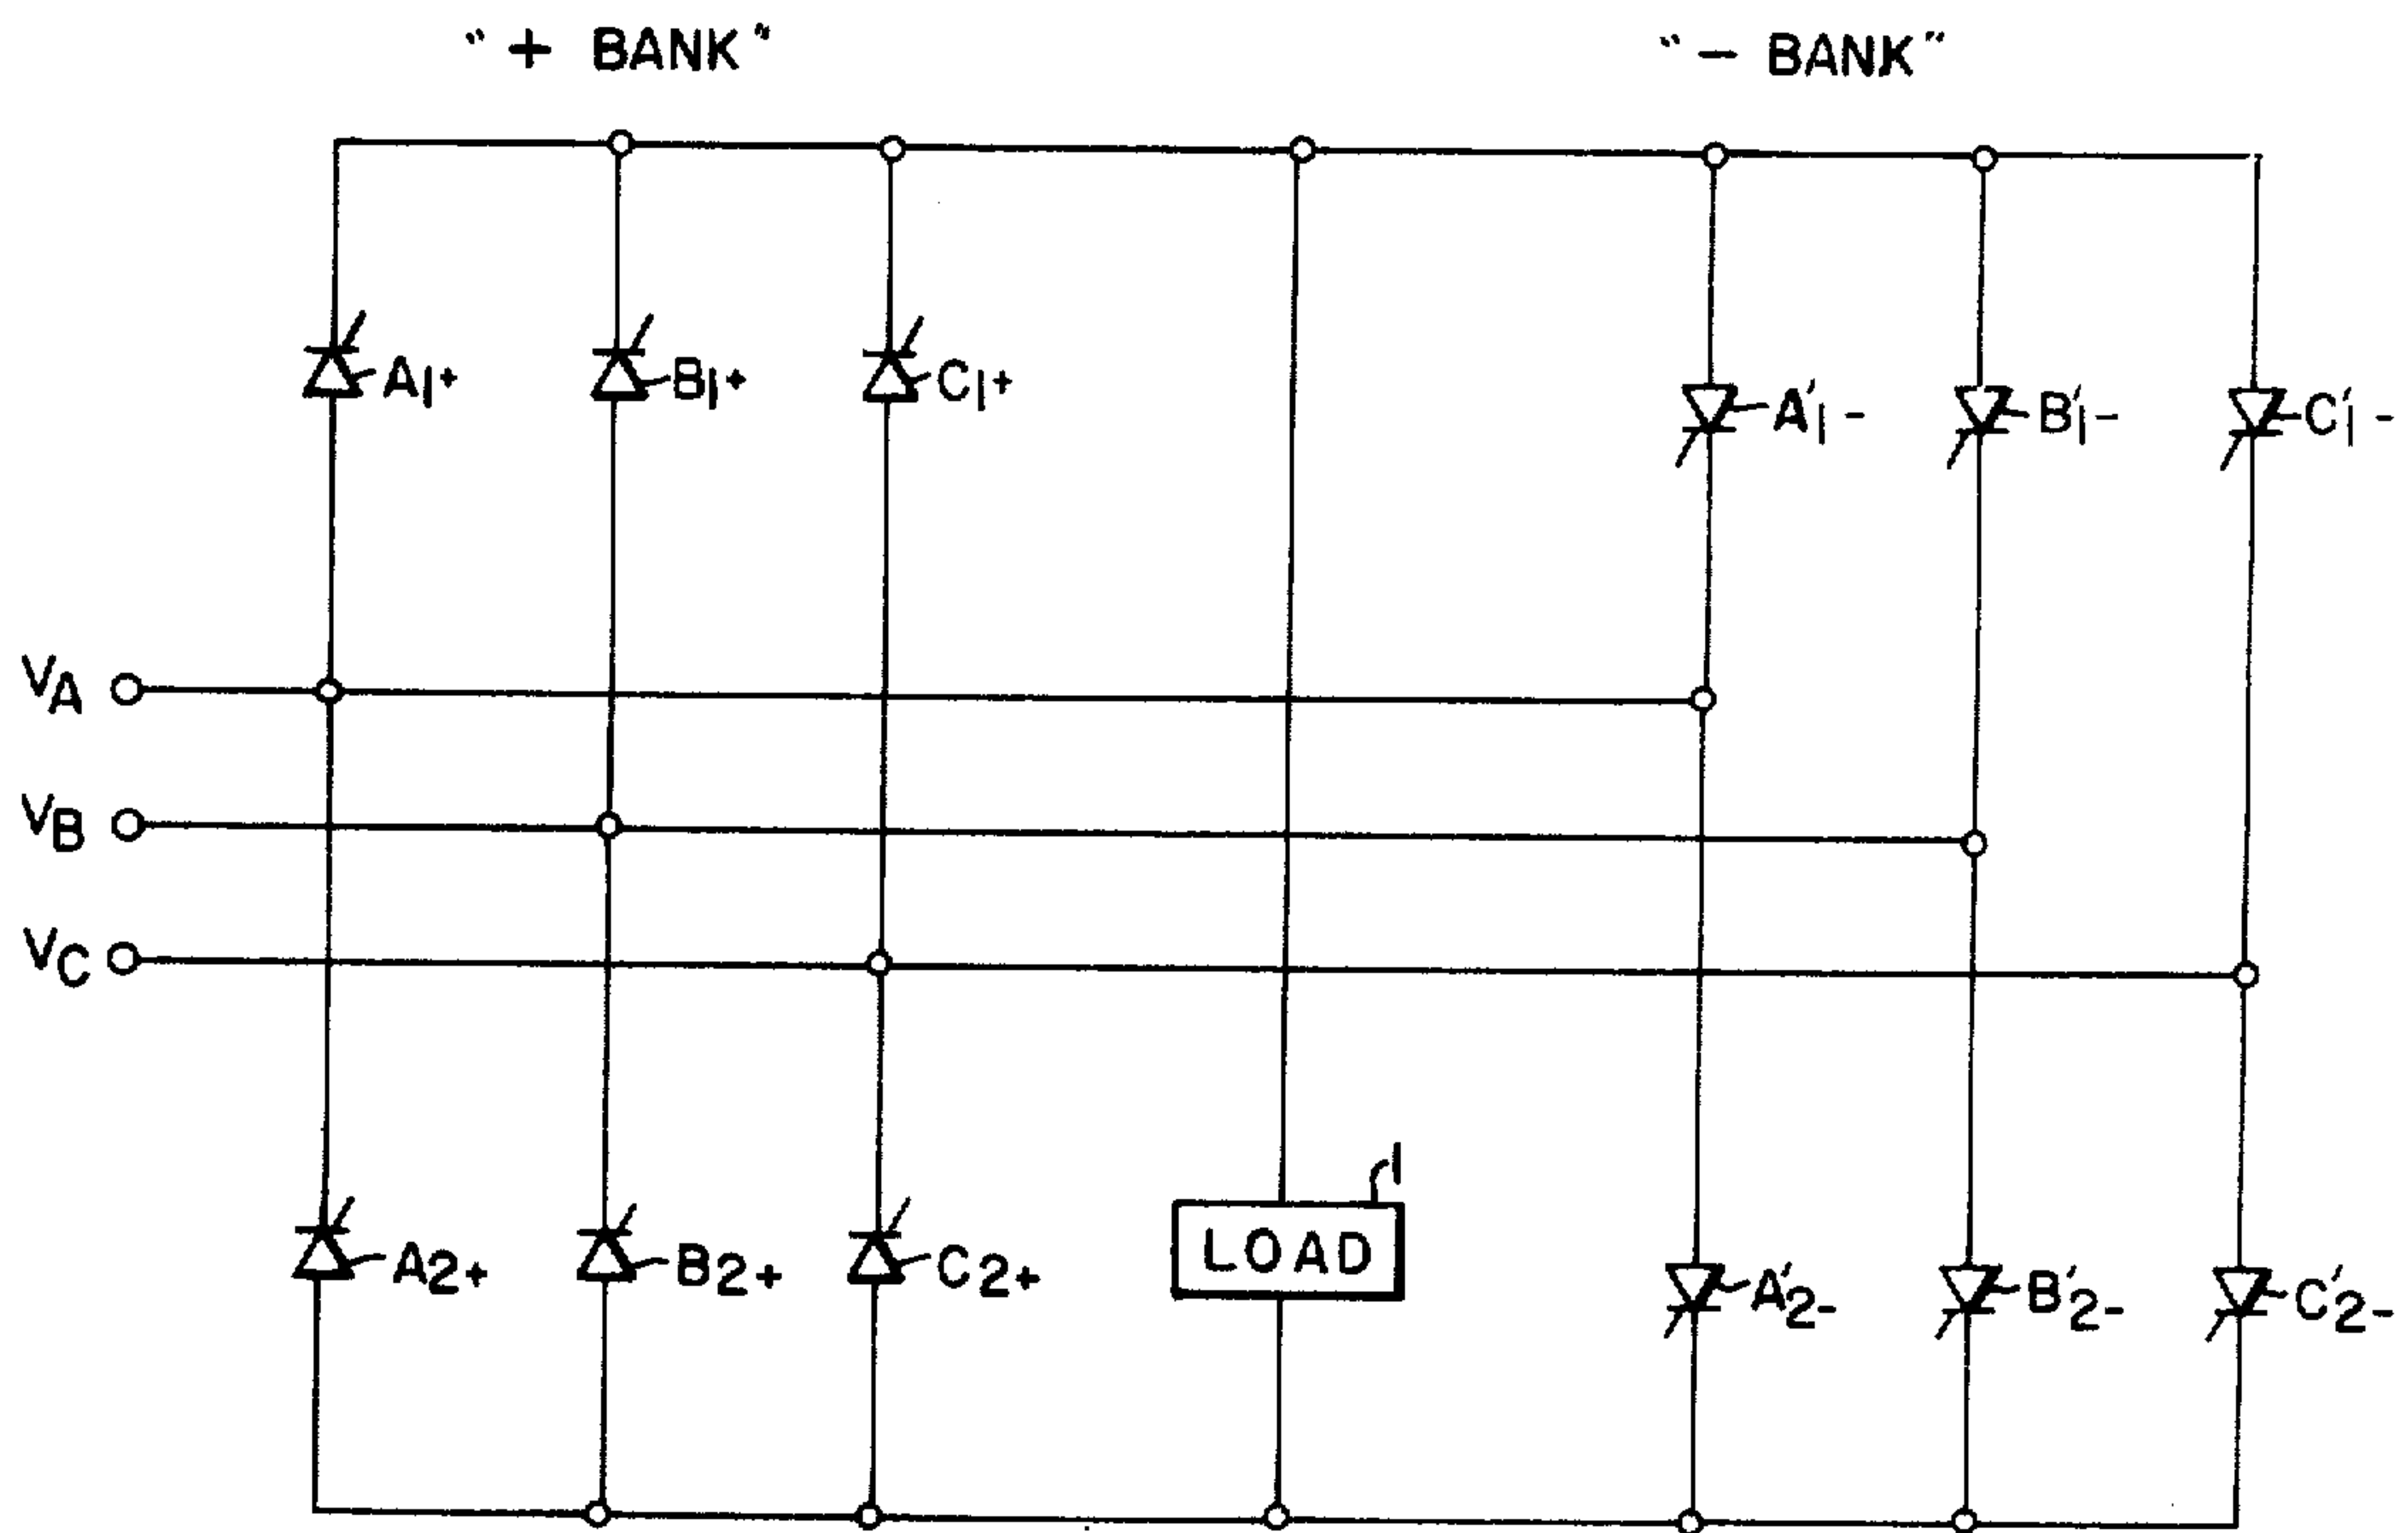 "+ BANK" "- BANK"
A1+ B1+ C1+ A'1- B'1- C'1-
VA
VB
VC
1
LOAD
A2+ B2+ C2+ A'2- B'2- C'2-